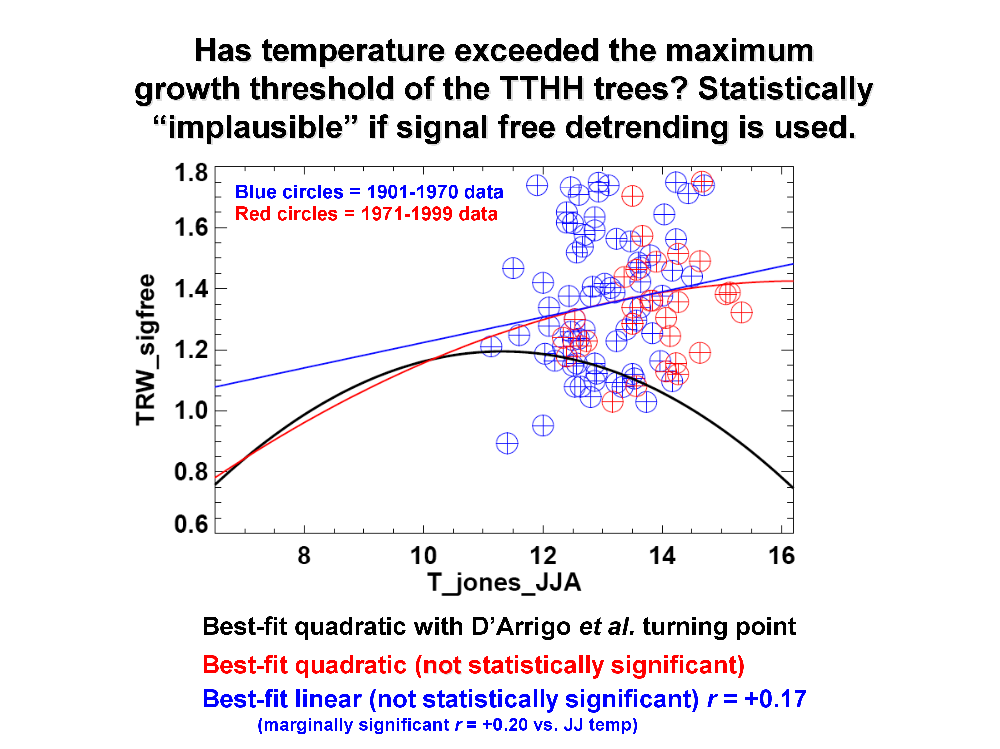 Has temperature exceeded the maximum
growth threshold of the TTHH trees? Statistically
“implausible” if signal free detrending is used.
1.8
Blue circles = 1901-1970 data
Red circles = 1971-1999 data
1.6
1.4
1.2
1.0
0.8
0.6
TRW_sigfree
8 10 12 14 16
T_jones_JJA
Best-fit quadratic with D’Arrigo et al. turning point
Best-fit quadratic (not statistically significant)
Best-fit linear (not statistically significant) r = +0.17
(marginally significant r = +0.20 vs. JJ temp)